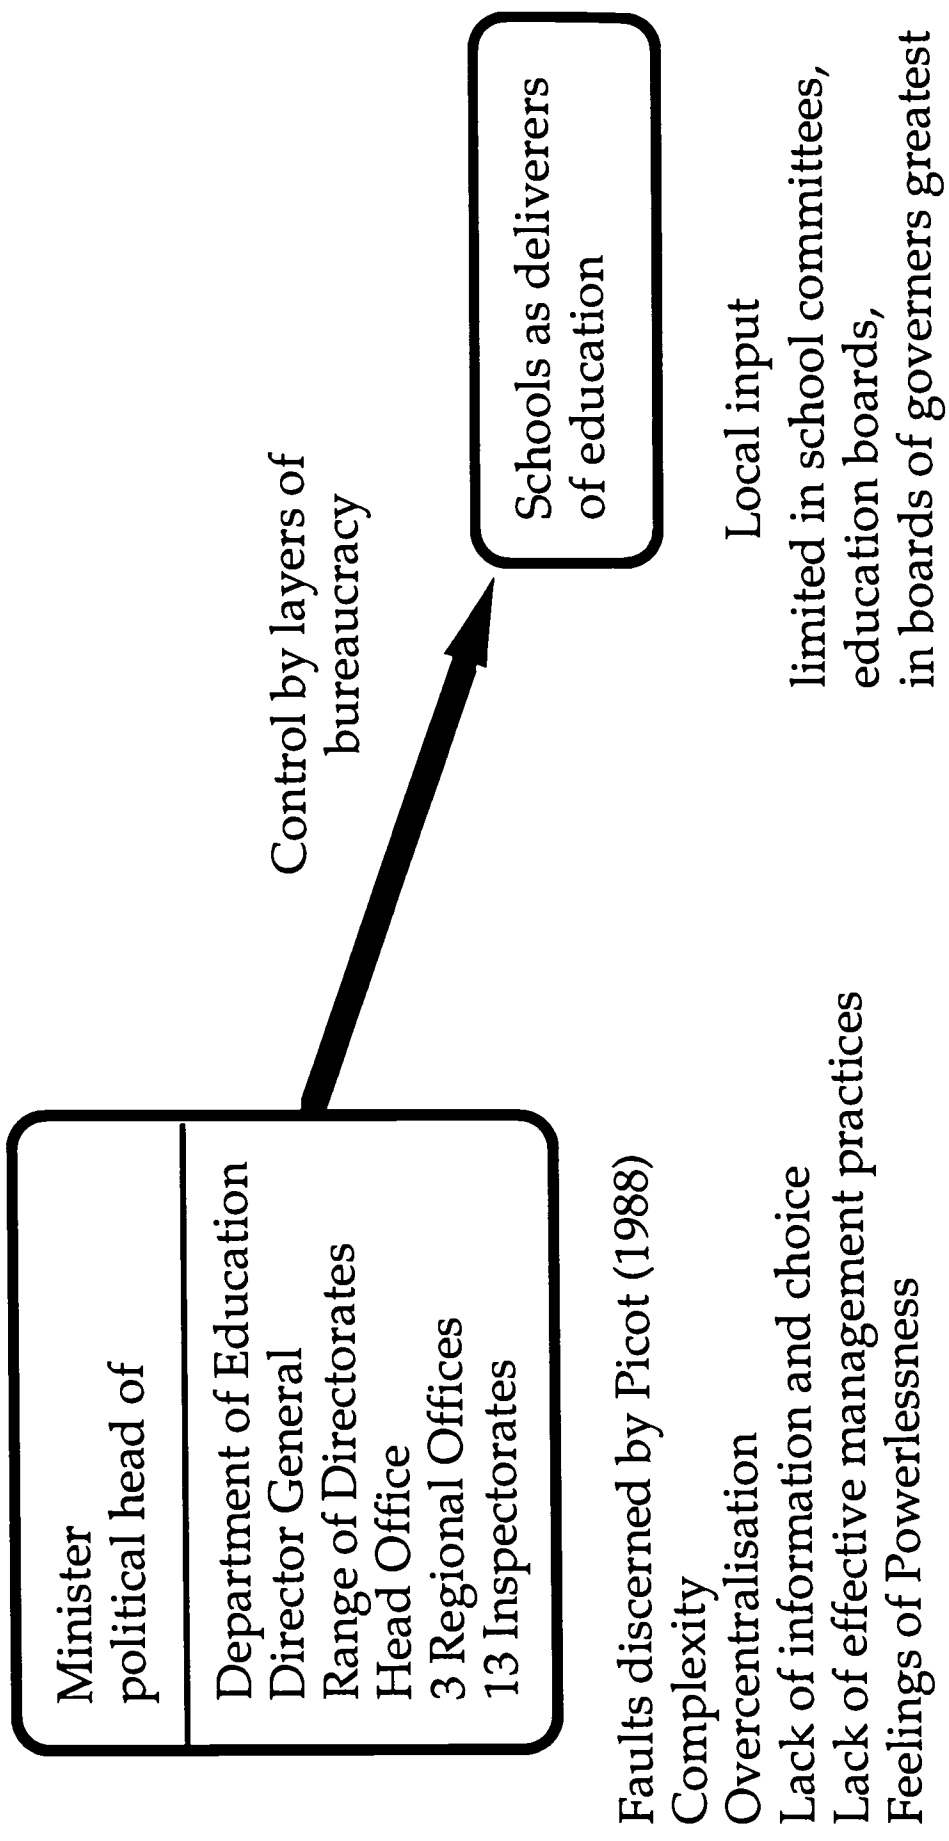 Minister
political head of
Department of Education
Director General
Range of Directorates
Head Office
3 Regional Offices
13 Inspectorates
Control by layers of
bureaucracy
Schools as deliverers
of education
Faults discerned by Picot (1988)
Complexity
Overcentralisation
Lack of information and choice
Lack of effective management practices
Feelings of Powerlessness
Local input
limited in school committees,
education boards,
in boards of governers greatest